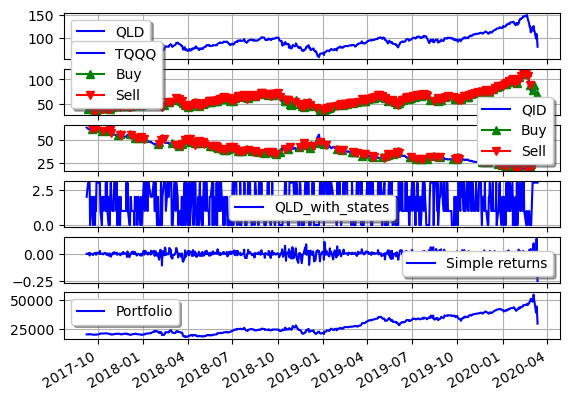 150
100
QLD
100
50
TQQQ
Buy
Sell
50
25
QID
Buy
Sell
2.5
0.0
QLD_with_states
0.00
−0.25
Simple returns
50000
25000
Portfolio
2017-10
2018-01
2018-04
2018-07
2018-10
2019-01
2019-04
2019-07
2019-10
2020-01
2020-04